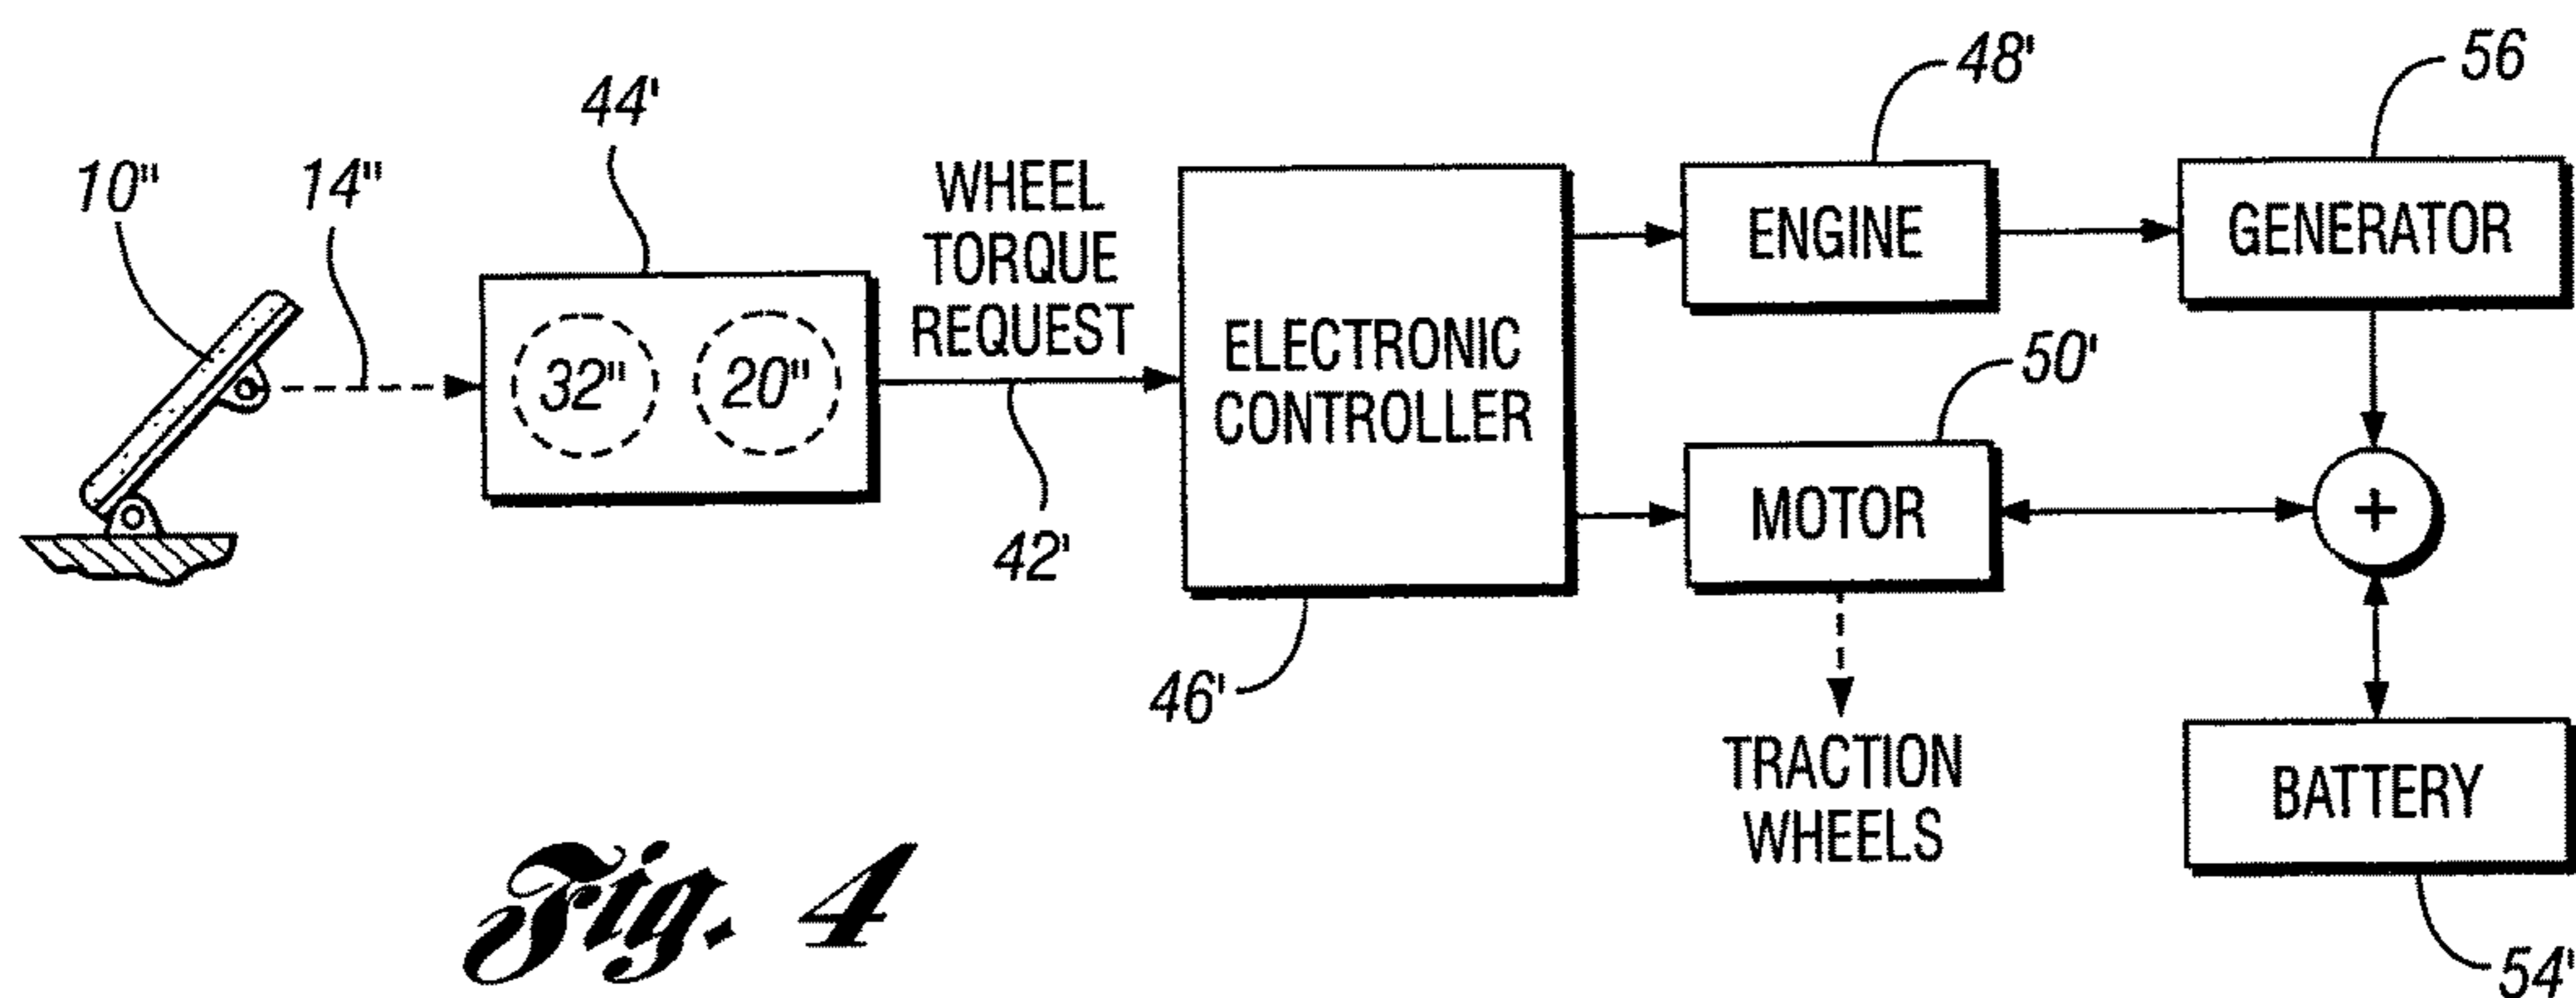 10"
14"
44'
32"
20"
WHEEL
TORQUE
REQUEST
42'
ELECTRONIC
CONTROLLER
46'
48'
ENGINE
56
GENERATOR
50'
MOTOR
+
TRACTION
WHEELS
BATTERY
54'
Fig. 4